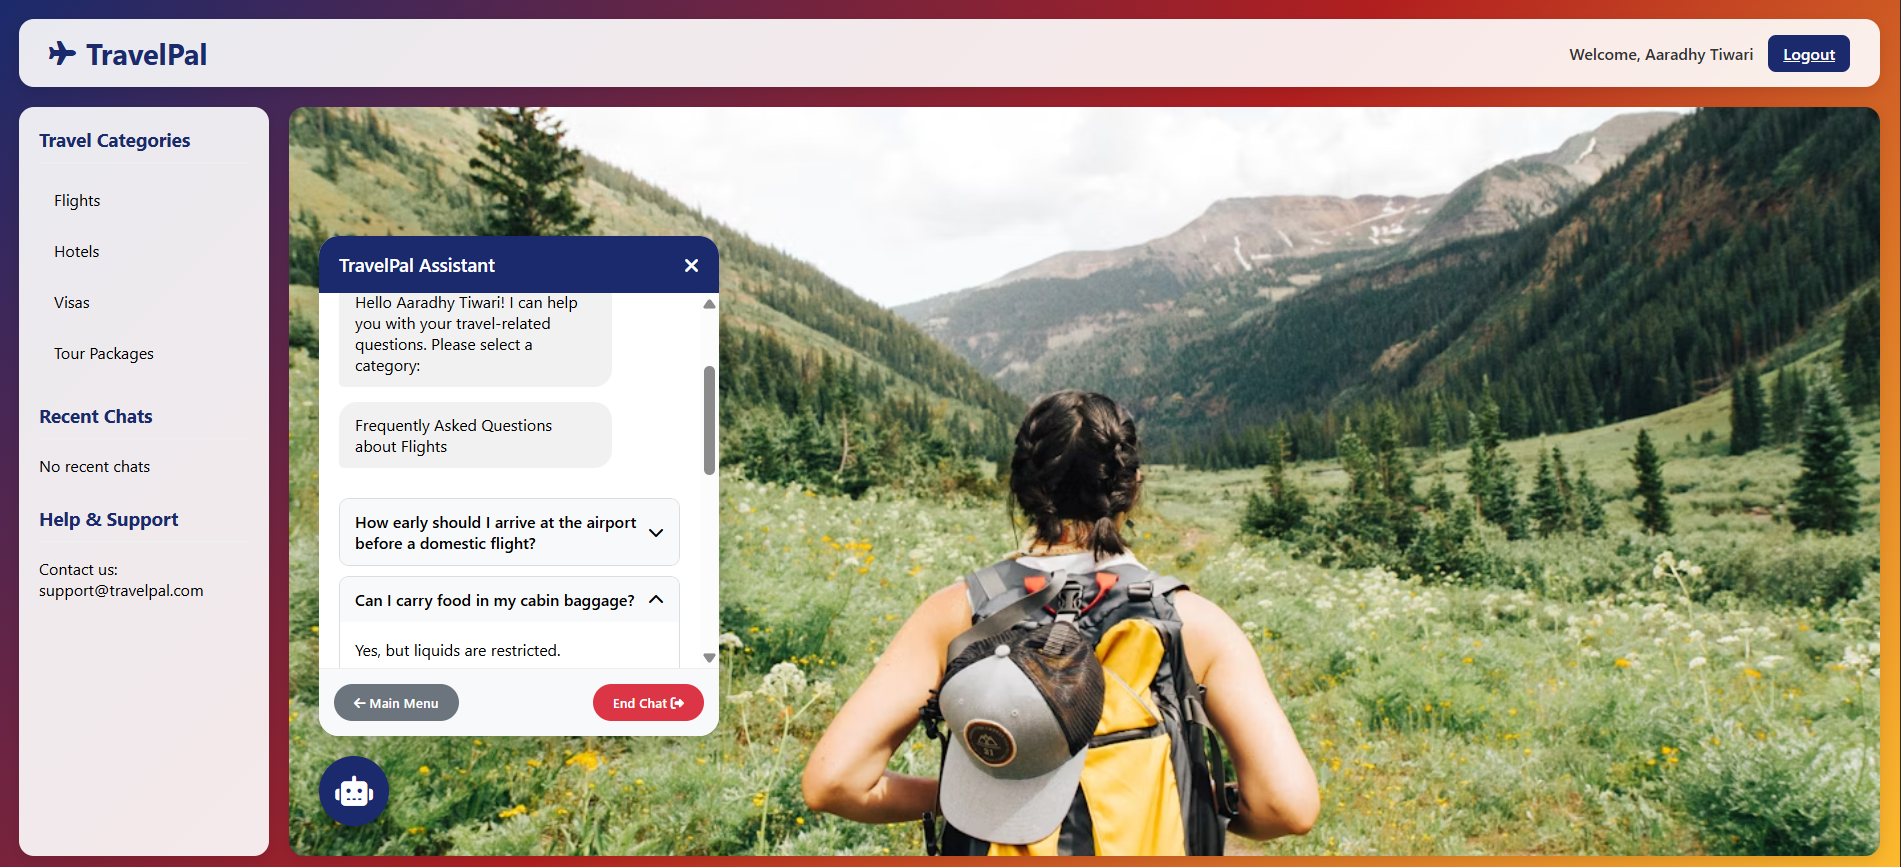 TravelPal
Welcome, Aaradhy Tiwari
Logout
Travel Categories
Flights
Hotels
Visas
Tour Packages
Recent Chats
No recent chats
Help & Support
Contact us:
support@travelpal.com
TravelPal Assistant
Hello Aaradhy Tiwari! I can help
you with your travel-related
questions. Please select a
category:
Frequently Asked Questions
about Flights
How early should I arrive at the airport
before a domestic flight?
Can I carry food in my cabin baggage?
Yes, but liquids are restricted.
Main Menu
End Chat